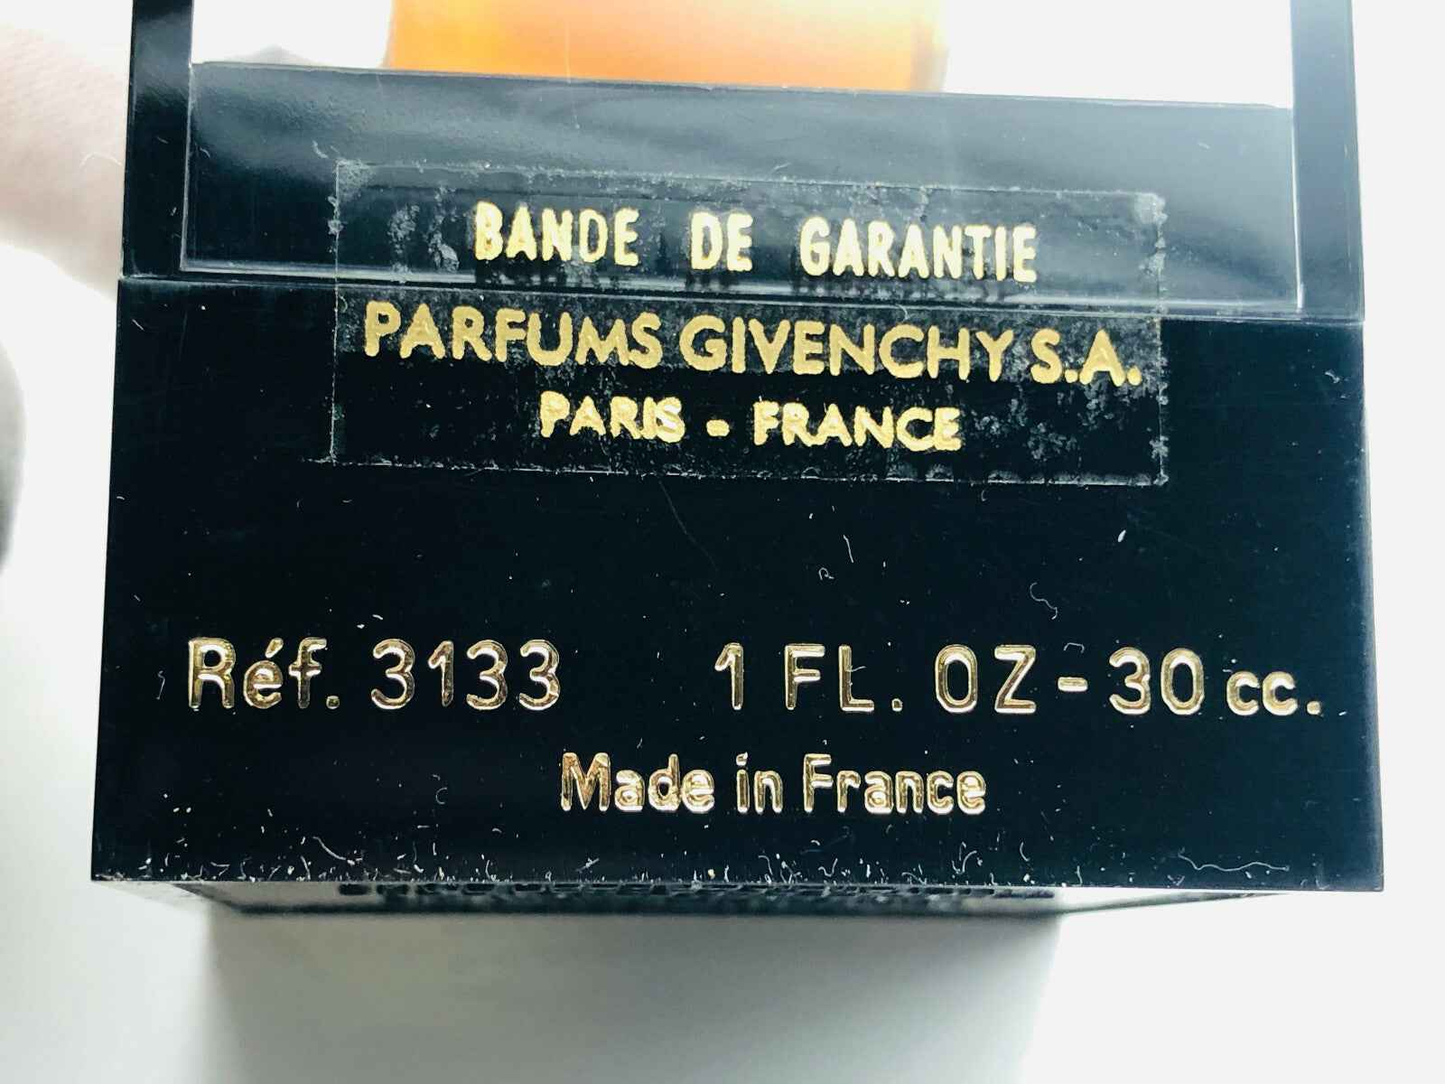 BANDE DE GARANTIE
PARFUMS GIVENCHY S.A.
PARIS - FRANCE
Réf. 3133 1 FL. OZ - 30 cc.
Made in France